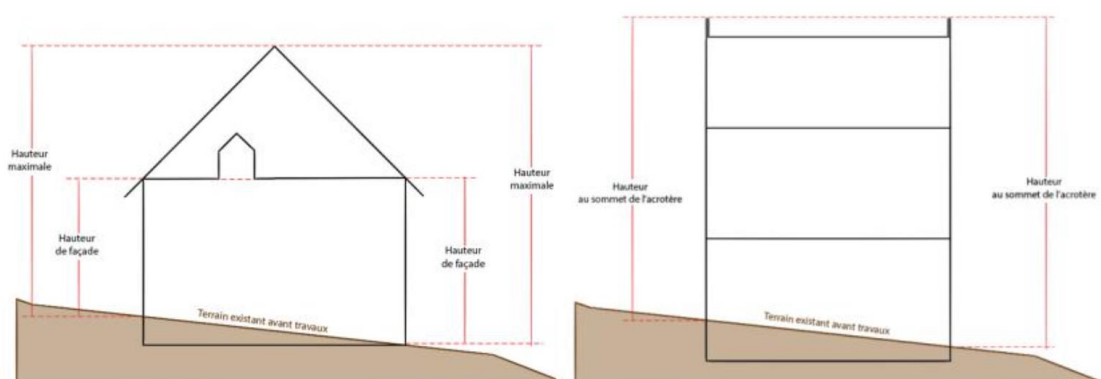 Hauteur
maximale
Hauteur
de façade
Terrain existant avant travaux
Hauteur
de façade
Hauteur
maximale
Hauteur
au sommet de l'acrotère
Terrain existant avant travaux
Hauteur
au sommet de l'acrotère